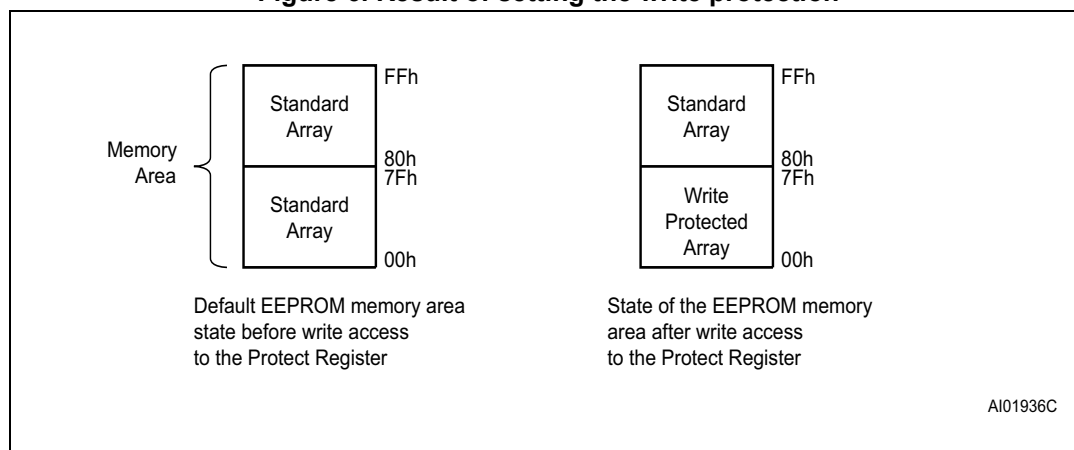 Standard
Array
FFh
Memory
Area
80h
7Fh
Standard
Array
00h
Default EEPROM memory area
state before write access
to the Protect Register
Standard
Array
FFh
80h
7Fh
Write
Protected
Array
00h
State of the EEPROM memory
area after write access
to the Protect Register
AI01936C